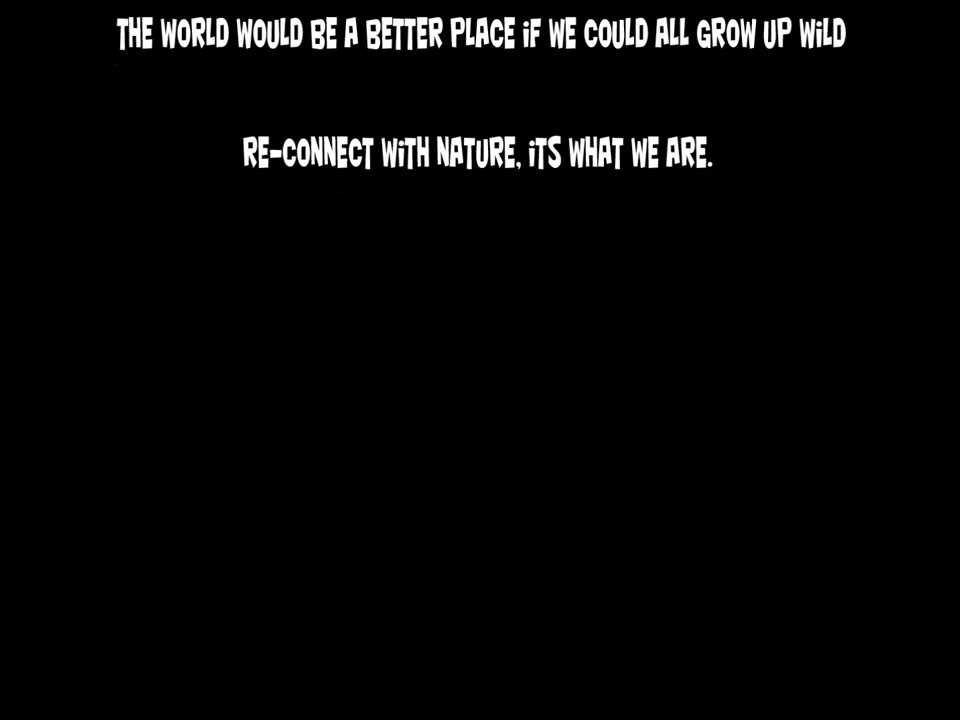 THE WORLD WOULD BE A BETTER PLACE iF WE COULD ALL GROW UP WiLD
RE-CONNECT WiTH NATURE, iTS WHAT WE ARE.